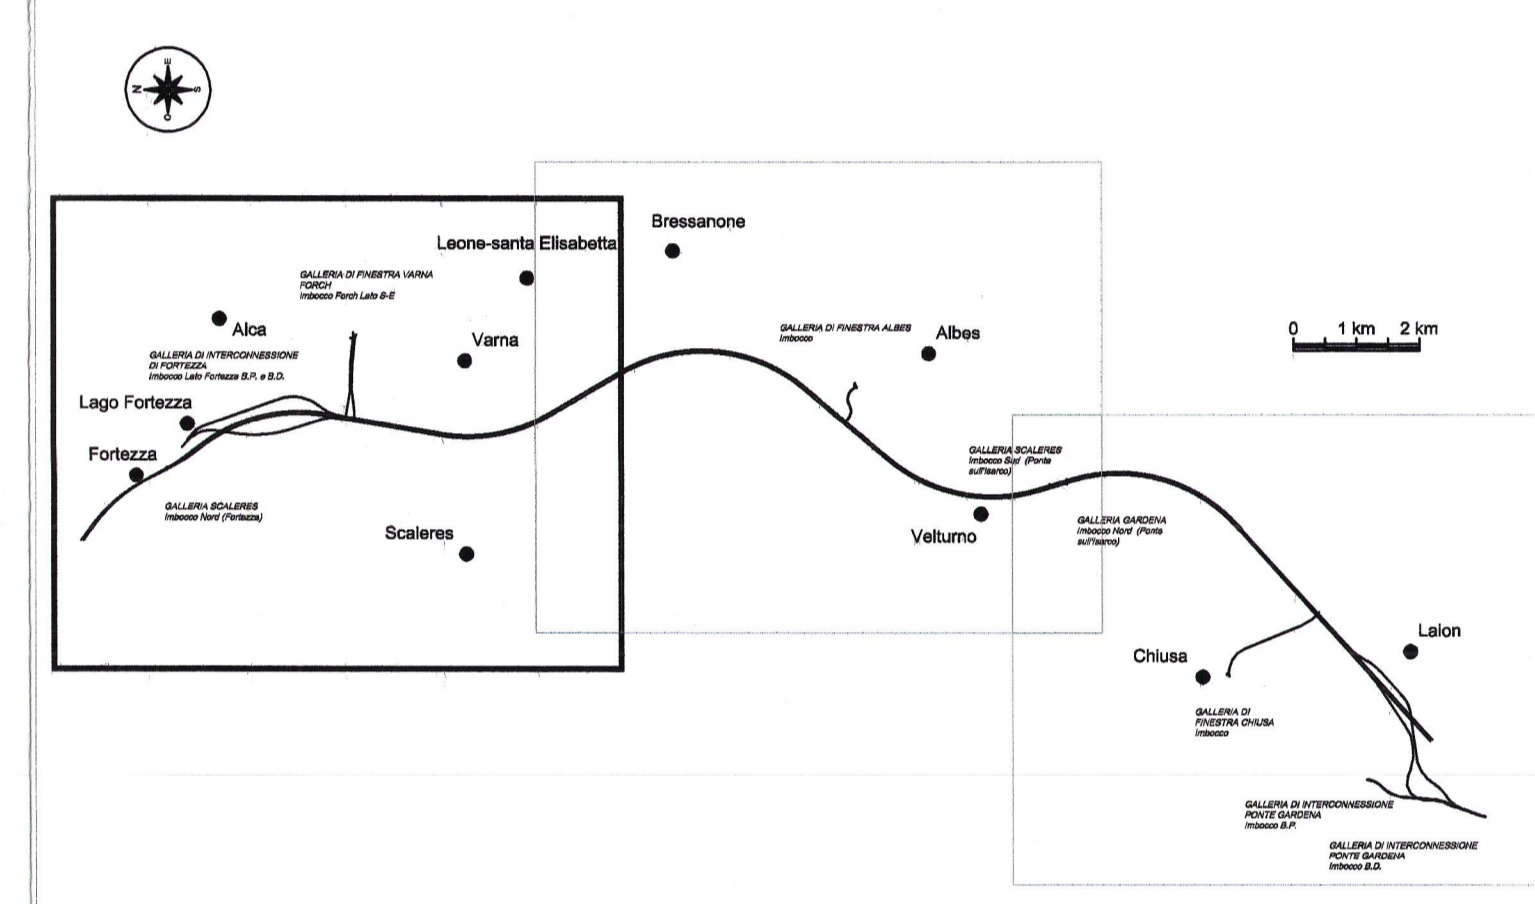 E
N
S
O
Bressanone
Leone-santa Elisabetta
GALLERIA DI FINESTRA VARNA
FORCH
Imbocco Forch Lato S-E
Alca
Varna
GALLERIA DI FINESTRA ALBES
Imbocco
Albes
0 1 km 2 km
GALLERIA DI INTERCONNESSIONE
DI FORTEZZA
Imbocco Lato Fortezza B.P. e B.D.
Lago Fortezza
Fortezza
GALLERIA SCALERES
Imbocco Nord (Fortezza)
Scaleres
GALLERIA SCALERES
Imbocco Sud (Ponte
sull'Isarco)
Velturno
GALLERIA GARDENA
Imbocco Nord (Ponte
sull'Isarco)
Laion
Chiusa
GALLERIA DI
FINESTRA CHIUSA
Imbocco
GALLERIA DI INTERCONNESSIONE
PONTE GARDENA
Imbocco B.P.
GALLERIA DI INTERCONNESSIONE
PONTE GARDENA
Imbocco B.D.